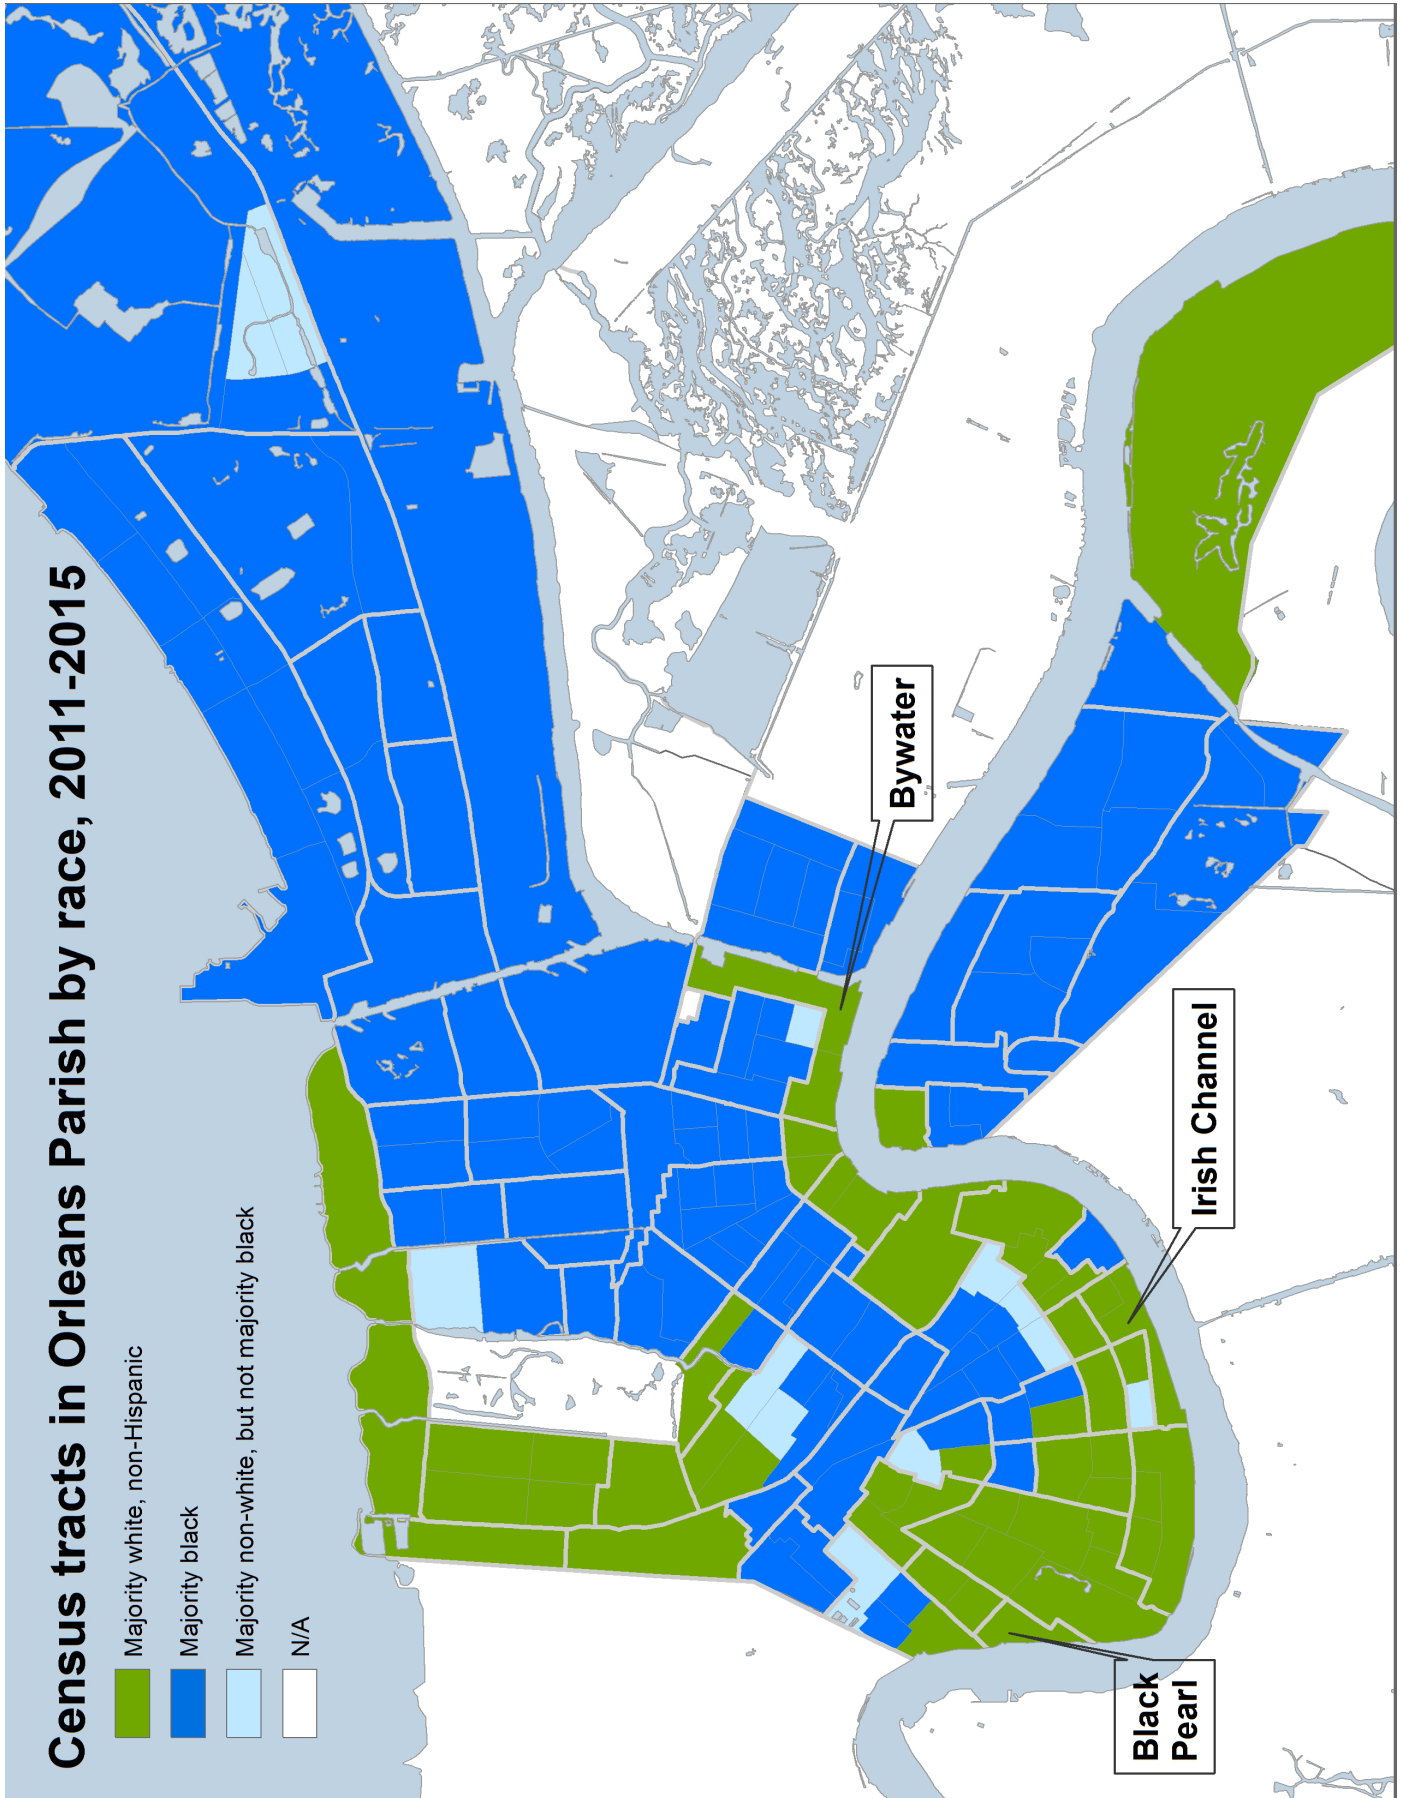 Census tracts in Orleans Parish by race, 2011-2015
Majority white, non-Hispanic
Majority black
Majority non-white, but not majority black
N/A
Bywater
Irish Channel
Black
Pearl